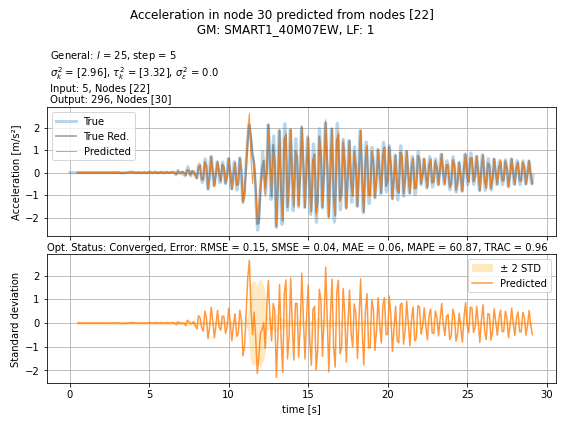 Acceleration in node 30 predicted from nodes [22]
GM: SMART1_40M07EW, LF: 1
General: l = 25, step = 5
σ²ₖ = [2.96], τ²ₖ = [3.32], σ²ε = 0.0
Input: 5, Nodes [22]
Output: 296, Nodes [30]
True
True Red.
Predicted
Acceleration [m/s²]
2
1
0
−1
−2
Opt. Status: Converged, Error: RMSE = 0.15, SMSE = 0.04, MAE = 0.06, MAPE = 60.87, TRAC = 0.96
± 2 STD
Predicted
Standard deviation
2
1
0
−1
−2
0 5 10 15 20 25 30
time [s]